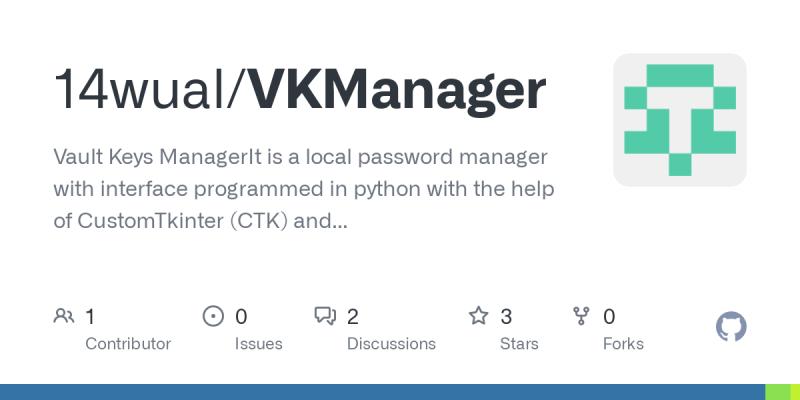 14wual/VKManager
Vault Keys ManagerIt is a local password manager
with interface programmed in python with the help
of CustomTkinter (CTK) and...
1 0 2 3 0
Contributor Issues Discussions Stars Forks